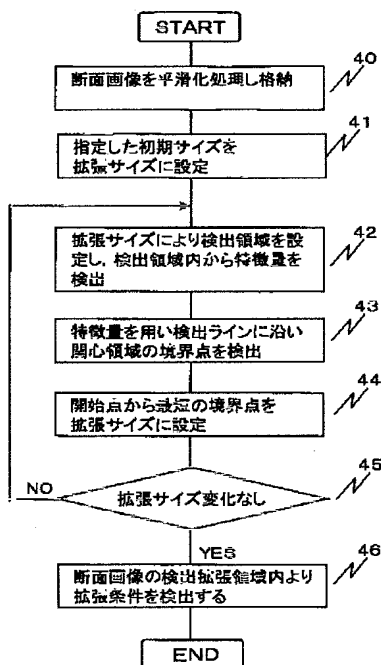 START
40
断面画像を平滑化処理し格納
41
指定した初期サイズを
拡張サイズに設定
42
拡張サイズにより検出領域を設
定し，検出領域内から特徴量を
検出
43
特徴量を用い検出ラインに沿い
関心領域の境界点を検出
44
開始点から最短の境界点を
拡張サイズに設定
45
NO
拡張サイズ変化なし
YES
46
断面画像の検出拡張領域内より
拡張条件を検出する
END